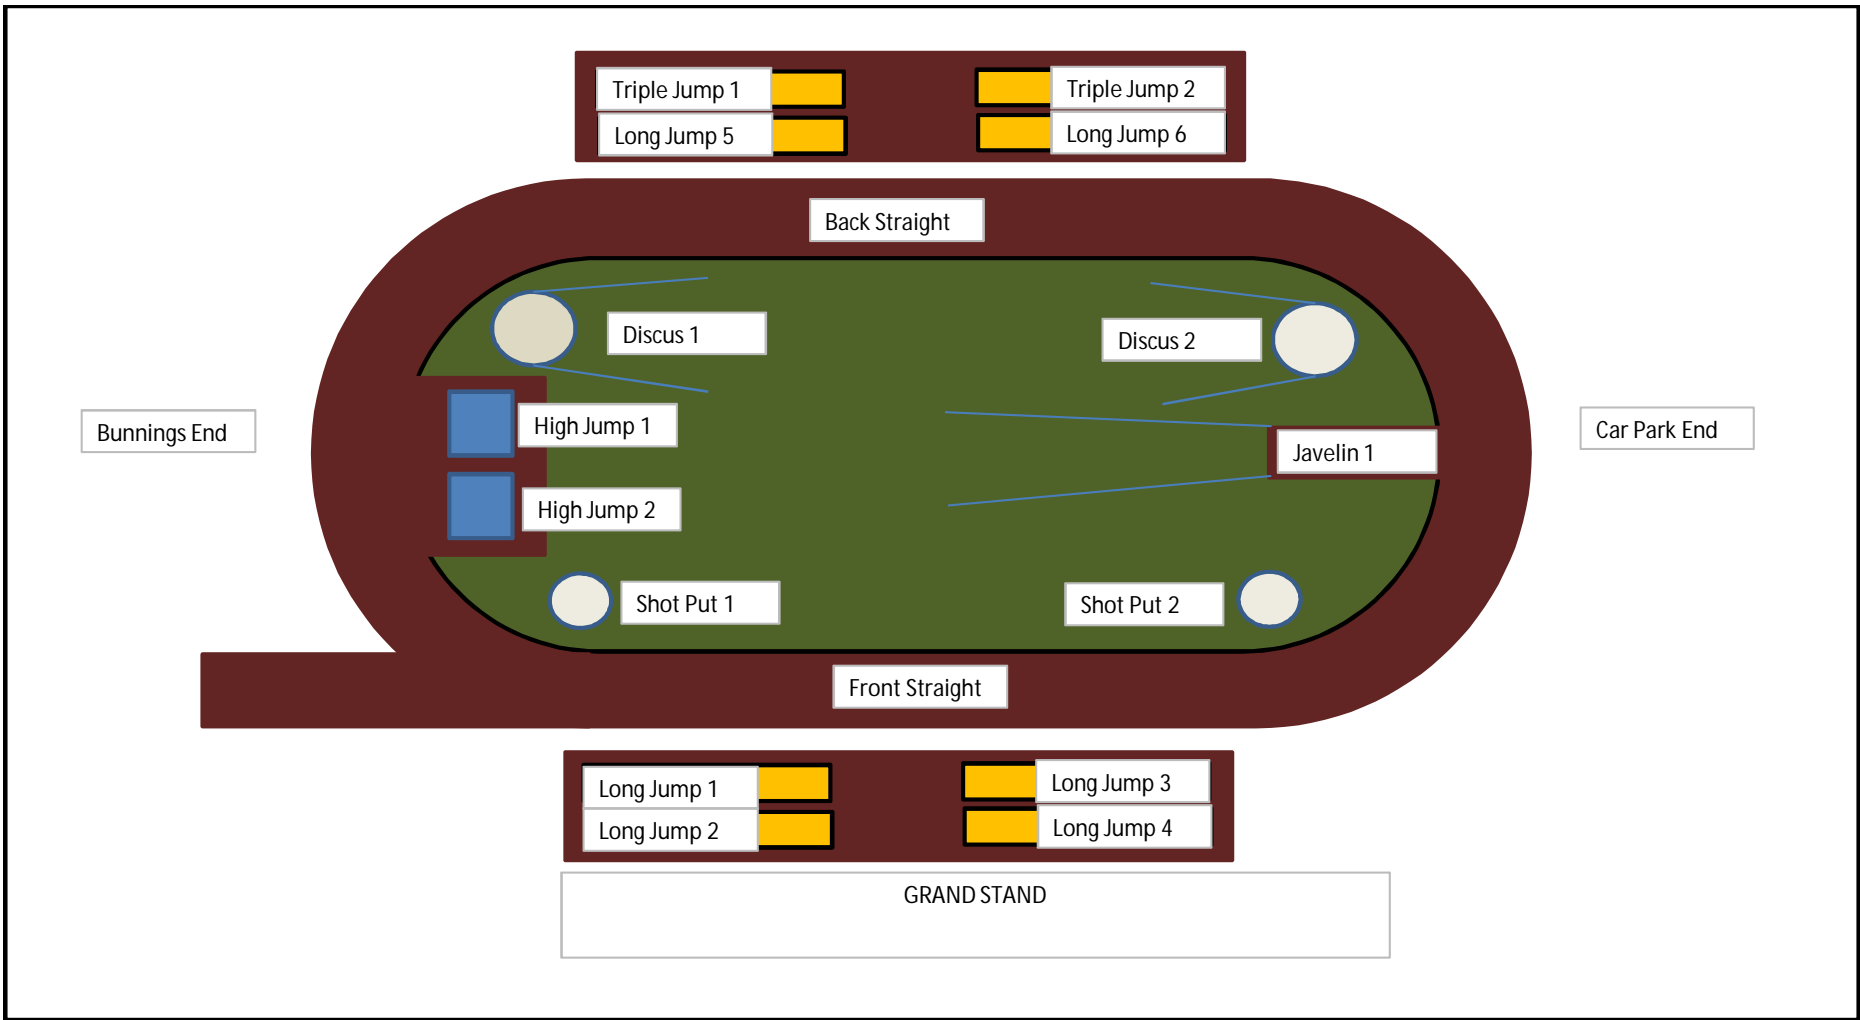 Triple Jump 1
Triple Jump 2
Long Jump 5
Long Jump 6
Back Straight
Discus 1
Discus 2
High Jump 1
Bunnings End
Car Park End
Javelin 1
High Jump 2
Shot Put 1
Shot Put 2
Front Straight
Long Jump 1
Long Jump 3
Long Jump 2
Long Jump 4
GRAND STAND